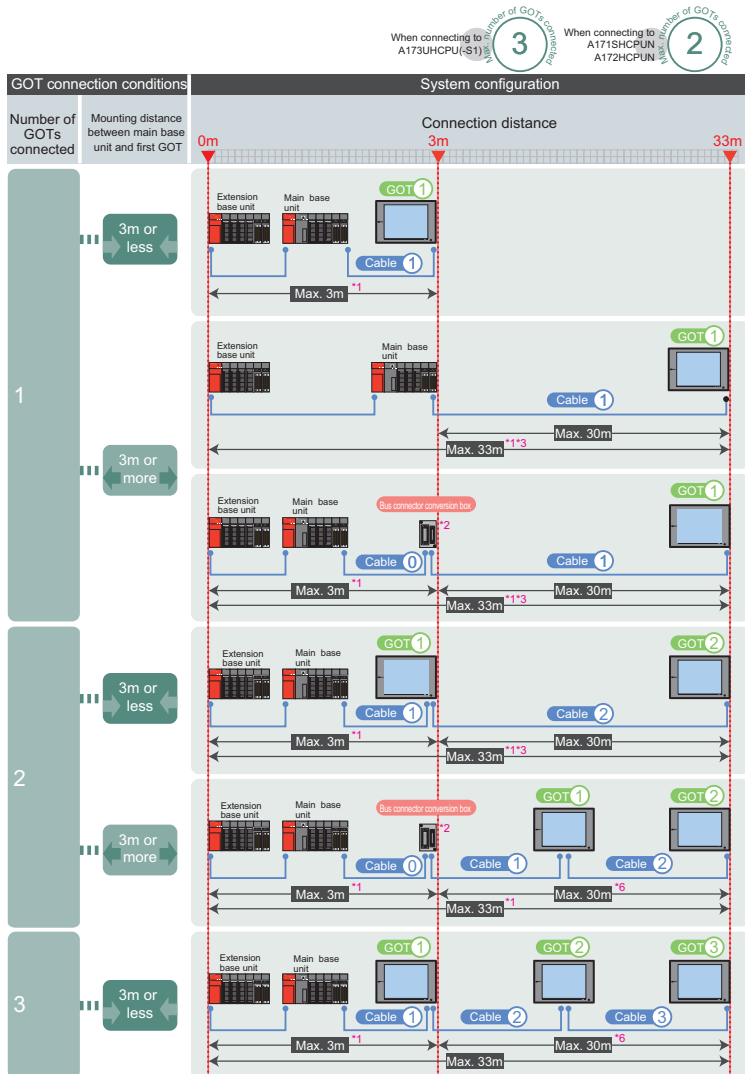 When connecting to
A173UHCPU(-S1)
Max. number of GOTs connected
3
When connecting to
A171SHCPUN
A172HCPUN
Max. number of GOTs connected
2
GOT connection conditions
System configuration
Number of
GOTs
connected
Mounting distance
between main base
unit and first GOT
Connection distance
0m
3m
33m
1
3m or
less
Extension
base unit
Main base
unit
GOT 1
Cable 1
Max. 3m *1
3m or
more
Extension
base unit
Main base
unit
GOT 1
Cable 1
Max. 30m
Max. 33m *1*3
Extension
base unit
Main base
unit
Bus connector conversion box
*2
GOT 1
Cable 0
Cable 1
Max. 3m *1
Max. 30m
Max. 33m *1*3
2
3m or
less
Extension
base unit
Main base
unit
GOT 1
GOT 2
Cable 1
Cable 2
Max. 3m *1
Max. 30m
Max. 33m *1*3
3m or
more
Extension
base unit
Main base
unit
Bus connector conversion box
*2
GOT 1
GOT 2
Cable 0
Cable 1
Cable 2
Max. 3m *1
Max. 30m *6
Max. 33m *1
3
3m or
less
Extension
base unit
Main base
unit
GOT 1
GOT 2
GOT 3
Cable 1
Cable 2
Cable 3
Max. 3m *1
Max. 30m *6
Max. 33m